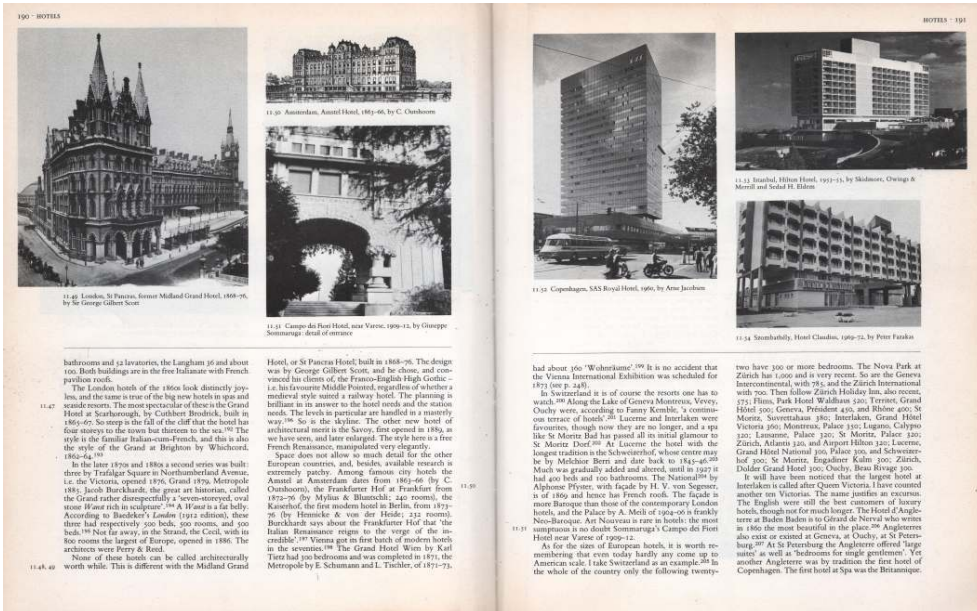 190 · HOTELS
11.49 London, St Pancras, former Midland Grand Hotel, 1868–76,
by Sir George Gilbert Scott
11.50 Amsterdam, Amstel Hotel, 1863–66, by C. Outshoorn
11.51 Campo dei Fiori Hotel, near Varese, 1909–12, by Giuseppe
Sommaruga: detail of entrance
bathrooms and 52 lavatories, the Langham 36 and about
100. Both buildings are in the free Italianate with French
pavilion roofs.
The London hotels of the 1860s look distinctly joy-
less, and the same is true of the big new hotels in spas and
11.47
seaside resorts. The most spectacular of these is the Grand
Hotel at Scarborough, by Cuthbert Brodrick, built in
1863–67. So steep is the fall of the cliff that the hotel has
four storeys to the town but thirteen to the sea.192 The
style is the familiar Italian-cum-French, and this is also
the style of the Grand at Brighton by Whichcord,
1862–64.193
In the later 1870s and 1880s a second series was built:
three by Trafalgar Square in Northumberland Avenue,
i.e. the Victoria, opened 1876, Grand 1879, Metropole
1885. Jacob Burckhardt, the great art historian, called
the Grand rather disrespectfully a 'seven-storeyed, oval
stone Wanst rich in sculpture'.194 A Wanst is a fat belly.
According to Baedeker's London (1912 edition), these
three had respectively 500 beds, 500 rooms, and 500
beds.196 Not far away, in the Strand, the Cecil, with its
800 rooms the largest of Europe, opened in 1886. The
architects were Perry & Reed.
None of these hotels can be called architecturally
11.48, 49
worth while. This is different with the Midland Grand
Hotel, or St Pancras Hotel, built in 1868–76. The design
was by George Gilbert Scott, and he chose, and con-
vinced his clients of, the Franco-English High Gothic –
i.e. his favourite Middle Pointed, regardless of whether a
medieval style suited a railway hotel. The planning is
brilliant in its answer to the hotel needs and the station
needs. The levels in particular are handled in a masterly
way.196 So is the skyline. The other new hotel of
architectural merit is the Savoy, first opened in 1889, as
we have seen, and later enlarged. The style here is a free
French Renaissance, manipulated very elegantly.
Space does not allow so much detail for the other
European countries, and, besides, available research is
extremely patchy. Among famous city hotels the
11.50
Amstel at Amsterdam dates from 1863–66 (by C.
Outshoorn), the Frankfurter Hof at Frankfurt from
1872–76 (by Mylius & Bluntschli; 240 rooms), the
Kaiserhof, the first modern hotel in Berlin, from 1873–
76 (by Hennicke & von der Heide; 232 rooms).
Burckhardt says about the Frankfurter Hof that 'the
Italian Renaissance reigns to the verge of the in-
credible'.197 Vienna got its first batch of modern hotels
in the seventies.198 The Grand Hotel Wien by Karl
Tietz had 300 bedrooms and was completed in 1871, the
Metropole by E. Schumann and L. Tischler, of 1871–73,
HOTELS · 191
11.52 Copenhagen, SAS Royal Hotel, 1960, by Arne Jacobsen
11.53 Istanbul, Hilton Hotel, 1952–55, by Skidmore, Owings &
Merrill and Sedad H. Eldem
11.54 Szombathely, Hotel Claudius, 1969–72, by Peter Farakas
had about 360 'Wohnräume'.199 It is no accident that
the Vienna International Exhibition was scheduled for
1873 (see p. 248).
In Switzerland it is of course the resorts one has to
watch.200 Along the Lake of Geneva Montreux, Vevey,
Ouchy were, according to Fanny Kemble, 'a continu-
ous terrace of hotels'.201 Lucerne and Interlaken were
favourites, though now they are no longer, and a spa
like St Moritz Bad has passed all its initial glamour to
St Moritz Dorf.202 At Lucerne the hotel with the
longest tradition is the Schweizerhof, whose centre may
be by Melchior Berri and date back to 1845–46.203
Much was gradually added and altered, until in 1927 it
had 400 beds and 100 bathrooms. The National204 by
Alphonse Pfyffer, with façade by H. V. von Segesser,
is of 1869 and hence has French roofs. The façade is
more Baroque than those of the contemporary London
hotels, and the Palace by A. Meili of 1904–06 is frankly
Neo-Baroque. Art Nouveau is rare in hotels: the most
11.51
sumptuous is no doubt Sommaruga's Campo dei Fiori
Hotel near Varese of 1909–12.
As for the sizes of European hotels, it is worth re-
membering that even today hardly any come up to
American scale. I take Switzerland as an example.205 In
the whole of the country only the following twenty-
two have 300 or more bedrooms. The Nova Park at
Zürich has 1,000 and is very recent. So are the Geneva
Intercontinental, with 785, and the Zürich International
with 700. Then follow Zürich Holiday Inn, also recent,
575; Flims, Park Hotel Waldhaus 520; Territet, Grand
Hôtel 500; Geneva, Président 450, and Rhône 400; St
Moritz, Suvrettahaus 380; Interlaken, Grand Hôtel
Victoria 360; Montreux, Palace 350; Lugano, Calypso
320; Lausanne, Palace 320; St Moritz, Palace 320;
Zürich, Atlantis 320, and Airport Hilton 320; Lucerne,
Grand Hôtel National 300, Palace 300, and Schweizer-
hof 300; St Moritz, Engadiner Kulm 300; Zürich,
Dolder Grand Hotel 300; Ouchy, Beau Rivage 300.
It will have been noticed that the largest hotel at
Interlaken is called after Queen Victoria. I have counted
another ten Victorias. The name justifies an excursus.
The English were still the best customers of luxury
hotels, though not for much longer. The Hotel d'Angle-
terre at Baden Baden is to Gérard de Nerval who writes
in 1860 the most beautiful in the place.206 Angleterres
also exist or existed at Geneva, at Ouchy, at St Peters-
burg.207 At St Petersburg the Angleterre offered 'large
suites' as well as 'bedrooms for single gentlemen'. Yet
another Angleterre was by tradition the first hotel of
Copenhagen. The first hotel at Spa was the Britannique.